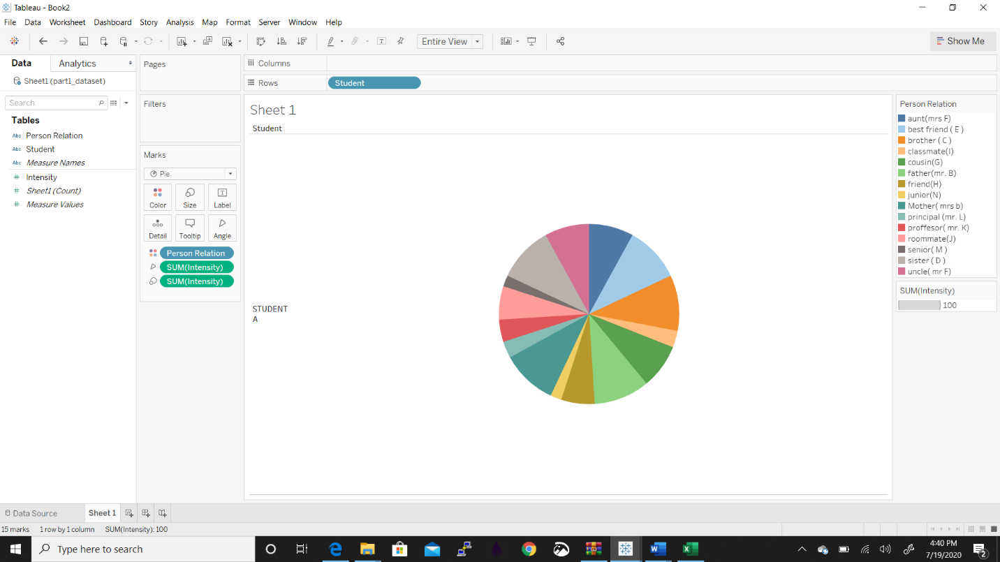 Tableau - Book2
File Data Worksheet Dashboard Story Analysis Map Format Server Window Help
Entire View
Show Me
Data
Analytics
Sheet1 (part1_dataset)
Search
Tables
Abc Person Relation
Abc Student
Abc Measure Names
# Intensity
# Sheet1 (Count)
# Measure Values
Pages
Filters
Marks
Pie
Color
Size
Label
Detail
Tooltip
Angle
Person Relation
SUM(Intensity)
SUM(Intensity)
Columns
Rows
Student
Sheet 1
Student
STUDENT
A
Person Relation
aunt(mrs F)
best friend ( E )
brother ( C )
classmate(I)
cousin(G)
father(mr. B)
friend(H)
junior(N)
Mother( mrs b)
principal (mr. L)
proffesor( mr. K)
roommate(J)
senior( M )
sister ( D )
uncle( mr F)
SUM(Intensity)
100
Data Source
Sheet 1
15 marks 1 row by 1 column SUM(Intensity): 100
Type here to search
4:40 PM
7/19/2020
2